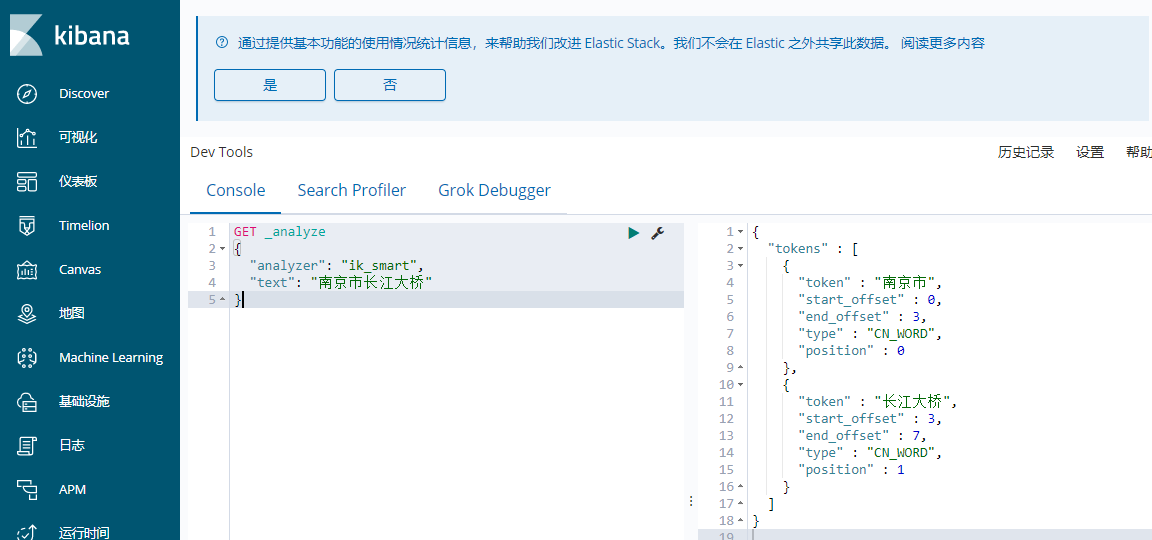 kibana
Discover
可视化
仪表板
Timelion
Canvas
地图
Machine Learning
基础设施
日志
APM
运行时间
通过提供基本功能的使用情况统计信息，来帮助我们改进 Elastic Stack。我们不会在 Elastic 之外共享此数据。 阅读更多内容
是 否
Dev Tools 历史记录 设置 帮助
Console Search Profiler Grok Debugger
1 GET _analyze
2 {
3 "analyzer": "ik_smart",
4 "text": "南京市长江大桥"
5 }
1 {
2 "tokens" : [
3 {
4 "token" : "南京市",
5 "start_offset" : 0,
6 "end_offset" : 3,
7 "type" : "CN_WORD",
8 "position" : 0
9 },
10 {
11 "token" : "长江大桥",
12 "start_offset" : 3,
13 "end_offset" : 7,
14 "type" : "CN_WORD",
15 "position" : 1
16 }
17 ]
18 }
19